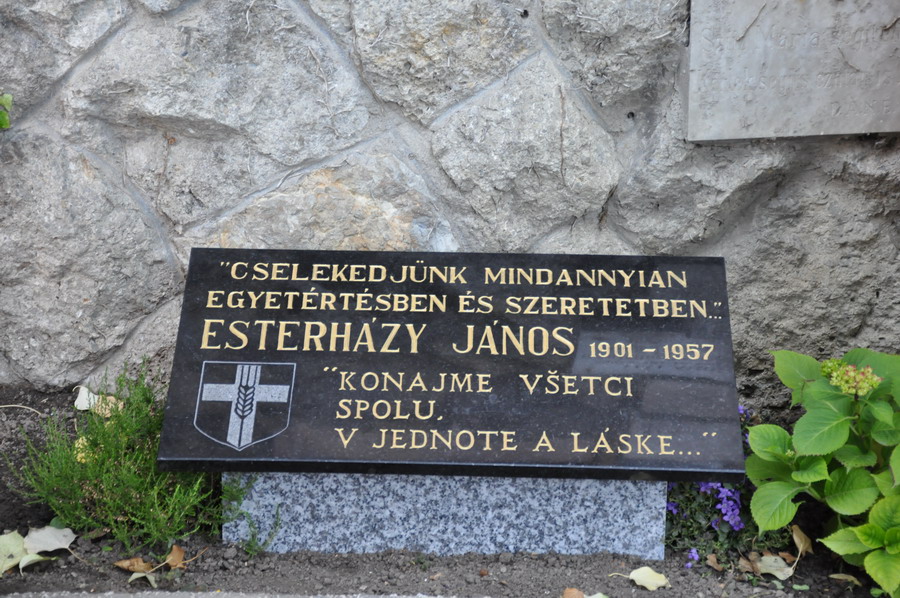 "CSELEKEDJÜNK MINDANNYIAN
EGYETÉRTÉSBEN ÉS SZERETETBEN..."
ESTERHÁZY JÁNOS 1901 - 1957
"KONAJME VŠETCI
SPOLU,
V JEDNOTE A LÁSKE..."